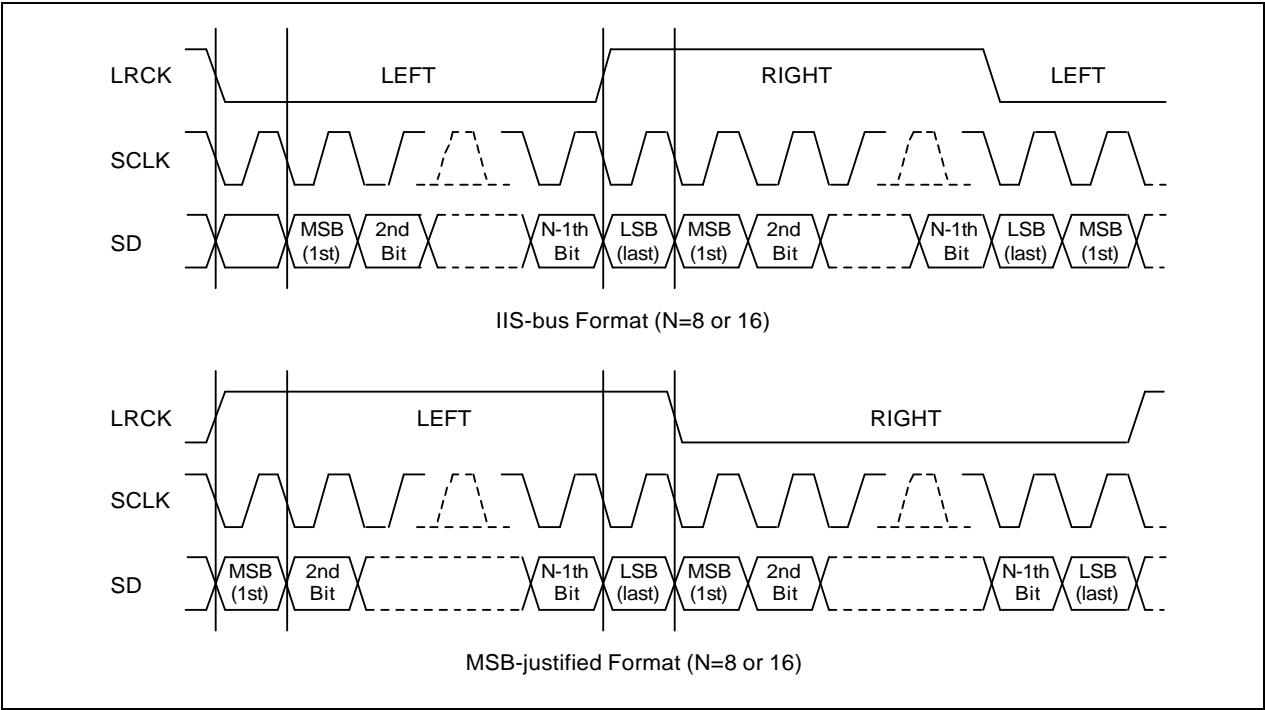 LRCK LEFT RIGHT LEFT
SCLK
SD MSB (1st) 2nd Bit N-1th Bit LSB (last) MSB (1st) 2nd Bit N-1th Bit LSB (last) MSB (1st)
IIS-bus Format (N=8 or 16)
LRCK LEFT RIGHT
SCLK
SD MSB (1st) 2nd Bit N-1th Bit LSB (last) MSB (1st) 2nd Bit N-1th Bit LSB (last)
MSB-justified Format (N=8 or 16)